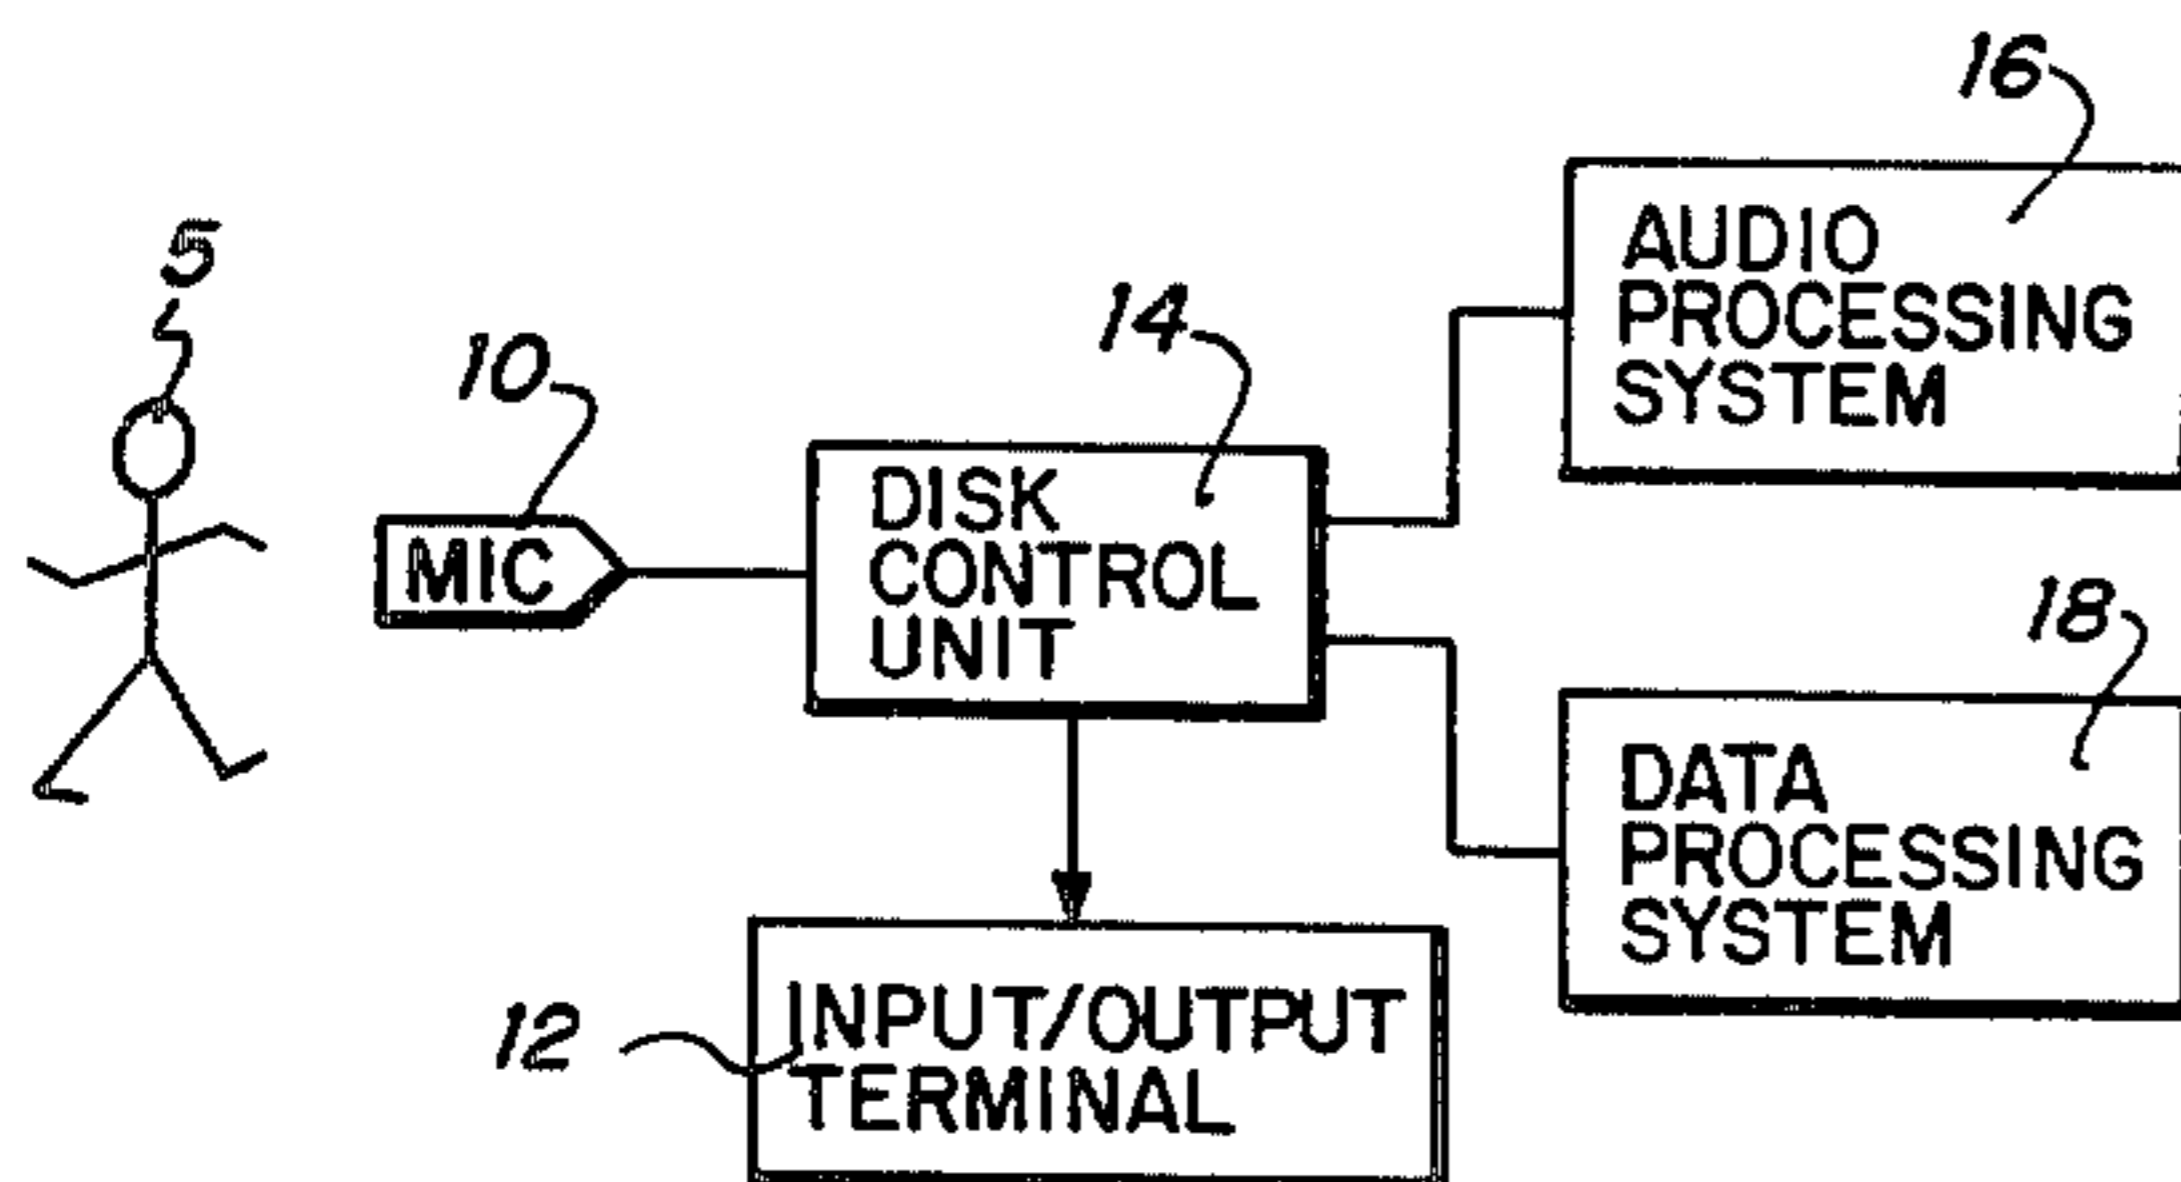 16
AUDIO
PROCESSING
SYSTEM
5
14
10
DISK
CONTROL
UNIT
MIC
18
DATA
PROCESSING
SYSTEM
12
INPUT/OUTPUT
TERMINAL